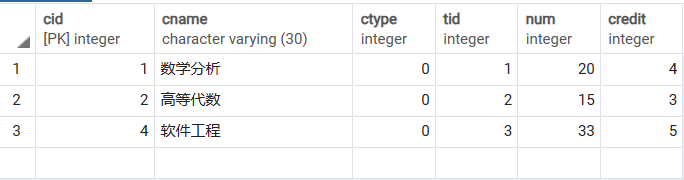 cid cname ctype tid num credit
[PK] integer character varying (30) integer integer integer integer
1 1 数学分析 0 1 20 4
2 2 高等代数 0 2 15 3
3 4 软件工程 0 3 33 5